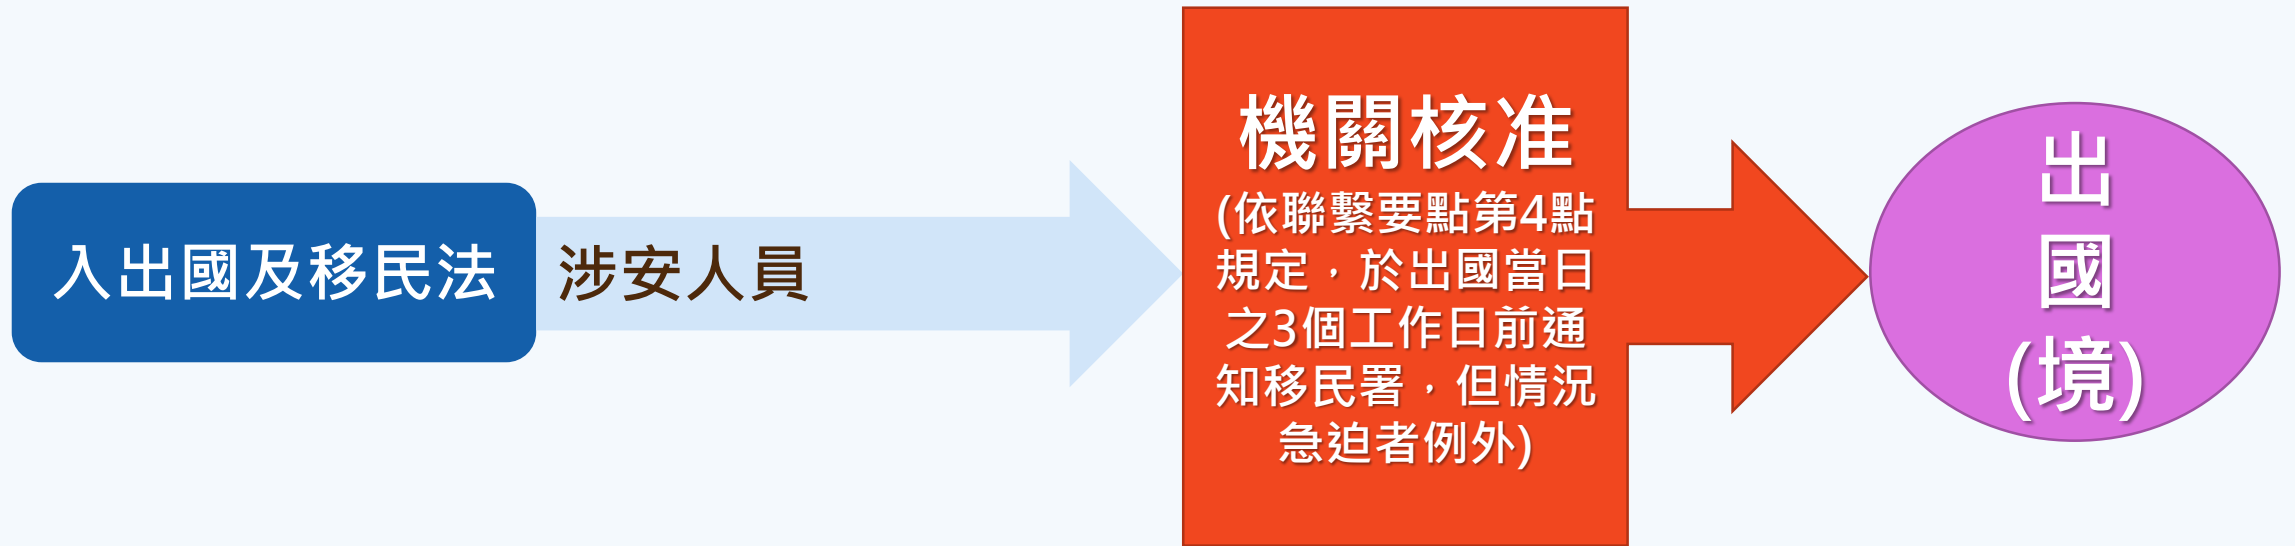 入出國及移民法
涉安人員
機關核准
(依聯繫要點第4點
規定，於出國當日
之3個工作日前通
知移民署，但情況
急迫者例外)
出
國
(境)